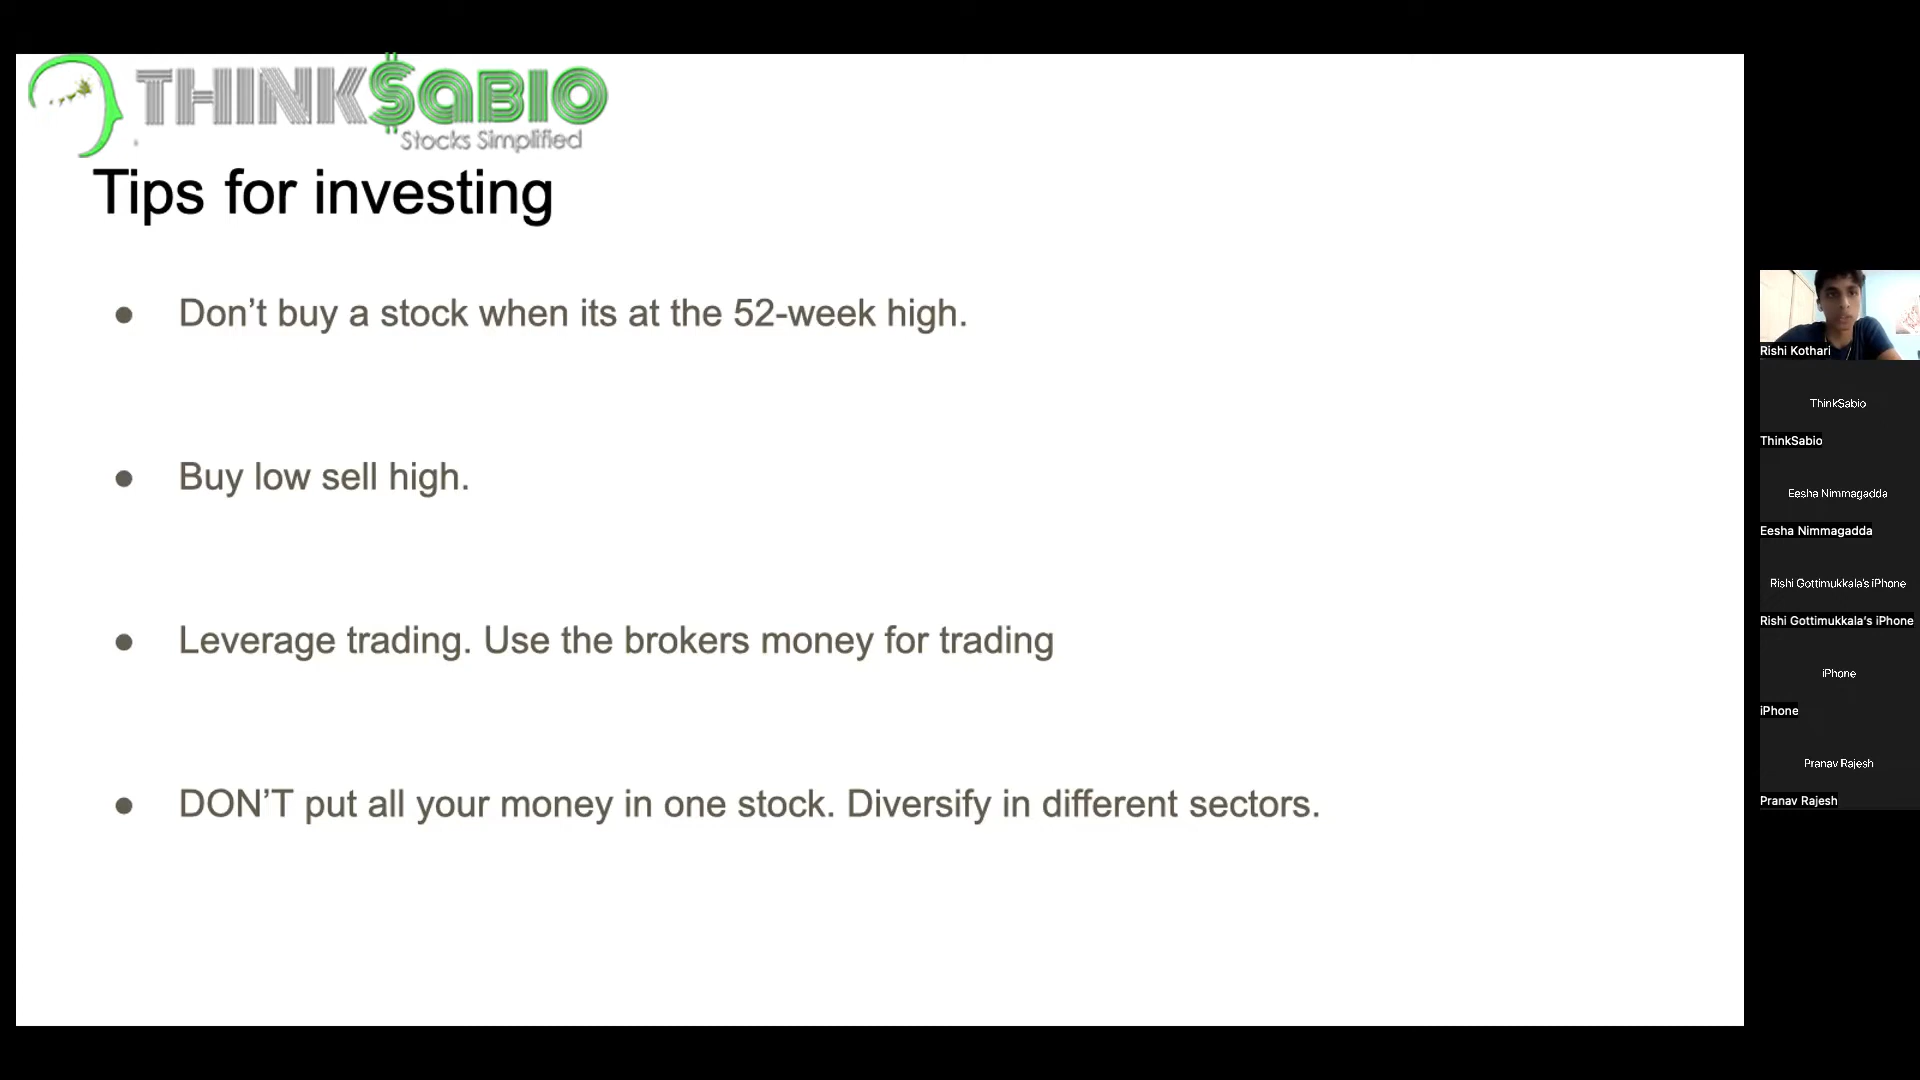 THINK$aBIO
Stocks Simplified
Tips for investing
● Don’t buy a stock when its at the 52-week high.
● Buy low sell high.
● Leverage trading. Use the brokers money for trading
● DON’T put all your money in one stock. Diversify in different sectors.
Rishi Kothari
ThinkSabio
ThinkSabio
Eesha Nimmagadda
Eesha Nimmagadda
Rishi Gottimukkala's iPhone
Rishi Gottimukkala's iPhone
iPhone
iPhone
Pranav Rajesh
Pranav Rajesh